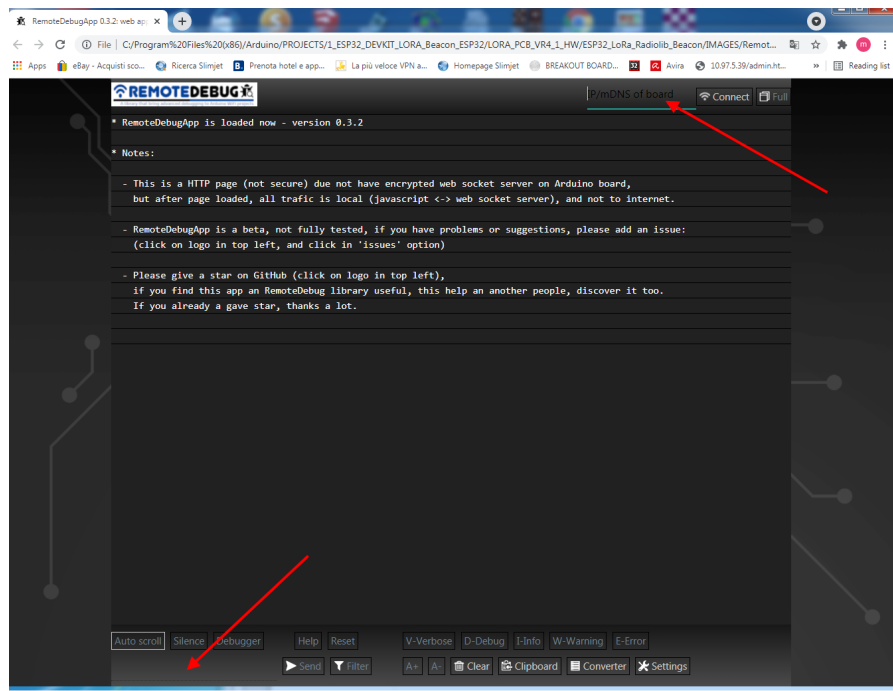 RemoteDebugApp 0.3.2: web ap
File | C:/Program%20Files%20(x86)/Arduino/PROJECTS/1_ESP32_DEVKIT_LORA_Beacon_ESP32/LORA_PCB_VR4_1_HW/ESP32_LoRa_Radiolib_Beacon/IMAGES/Remot...
m
Apps eBay - Acquisti sco... Ricerca Slimjet B. Prenota hotel e app... La più veloce VPN a... Homepage Slimjet BREAKOUT BOARD... 32 Avira 10.97.5.39/admin.ht... » Reading list
REMOTEDEBUG P/mDNS of board Connect Full
* RemoteDebugApp is loaded now - version 0.3.2
* Notes:
- This is a HTTP page (not secure) due not have encrypted web socket server on Arduino board,
but after page loaded, all trafic is local (javascript <-> web socket server), and not to internet.
- RemoteDebugApp is a beta, not fully tested, if you have problems or suggestions, please add an issue:
(click on logo in top left, and click in 'issues' option)
- Please give a star on GitHub (click on logo in top left),
if you find this app an RemoteDebug library useful, this help an another people, discover it too.
If you already a gave star, thanks a lot.
Auto scroll Silence Debugger Help Reset V-Verbose D-Debug I-Info W-Warning E-Error
Send Filter A+ A- Clear Clipboard Converter Settings